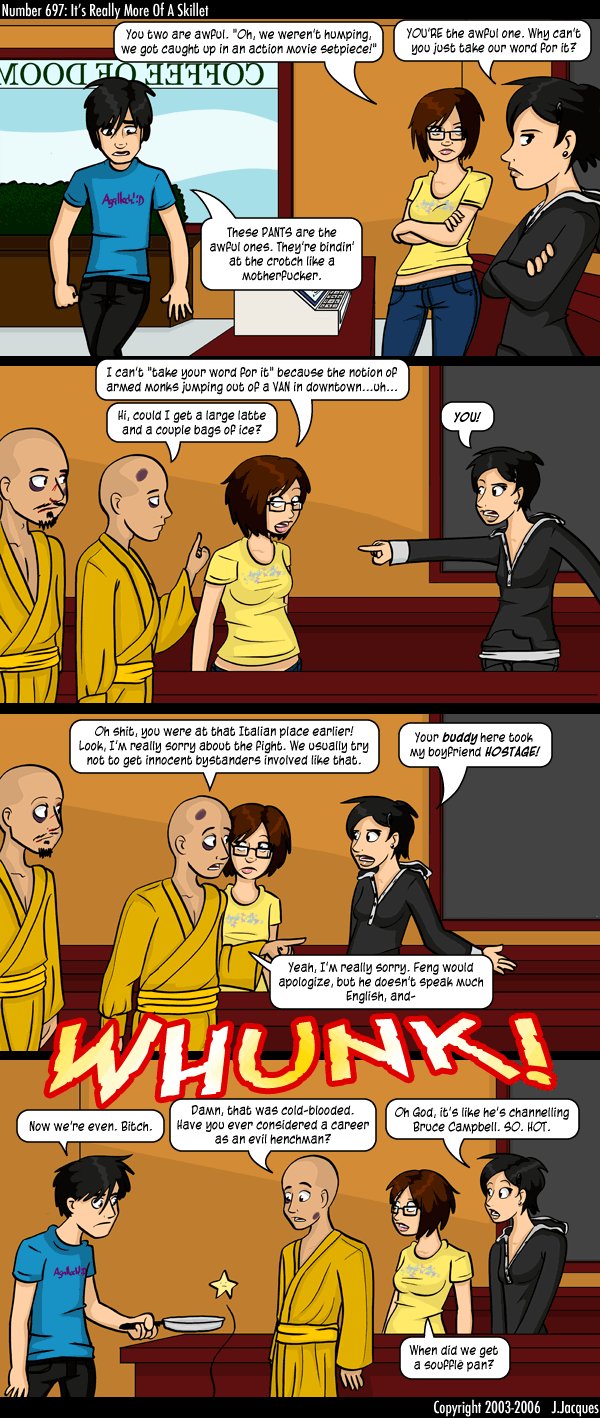 Number 697: It's Really More Of A Skillet
You two are awful. "Oh, we weren't humping,
we got caught up in an action movie setpiece!"
YOU'RE the awful one. Why can't
you just take our word for it?
COFFEE OF DOOM
Agalloch!:D
These PANTS are the
awful ones. They're bindin'
at the crotch like a
motherfucker.
I can't "take your word for it" because the notion of
armed monks jumping out of a VAN in downtown...uh...
Hi, could I get a large latte
and a couple bags of ice?
YOU!
Oh shit, you were at that Italian place earlier!
Look, I'm really sorry about the fight. We usually try
not to get innocent bystanders involved like that.
Your buddy here took
my boyfriend HOSTAGE!
Yeah, I'm really sorry. Feng would
apologize, but he doesn't speak much
English, and-
WHUNK!
Now we're even. Bitch.
Damn, that was cold-blooded.
Have you ever considered a career
as an evil henchman?
Oh God, it's like he's channelling
Bruce Campbell. SO. HOT.
Agalloch!:D
When did we get
a souffle pan?
Copyright 2003-2006 J.Jacques